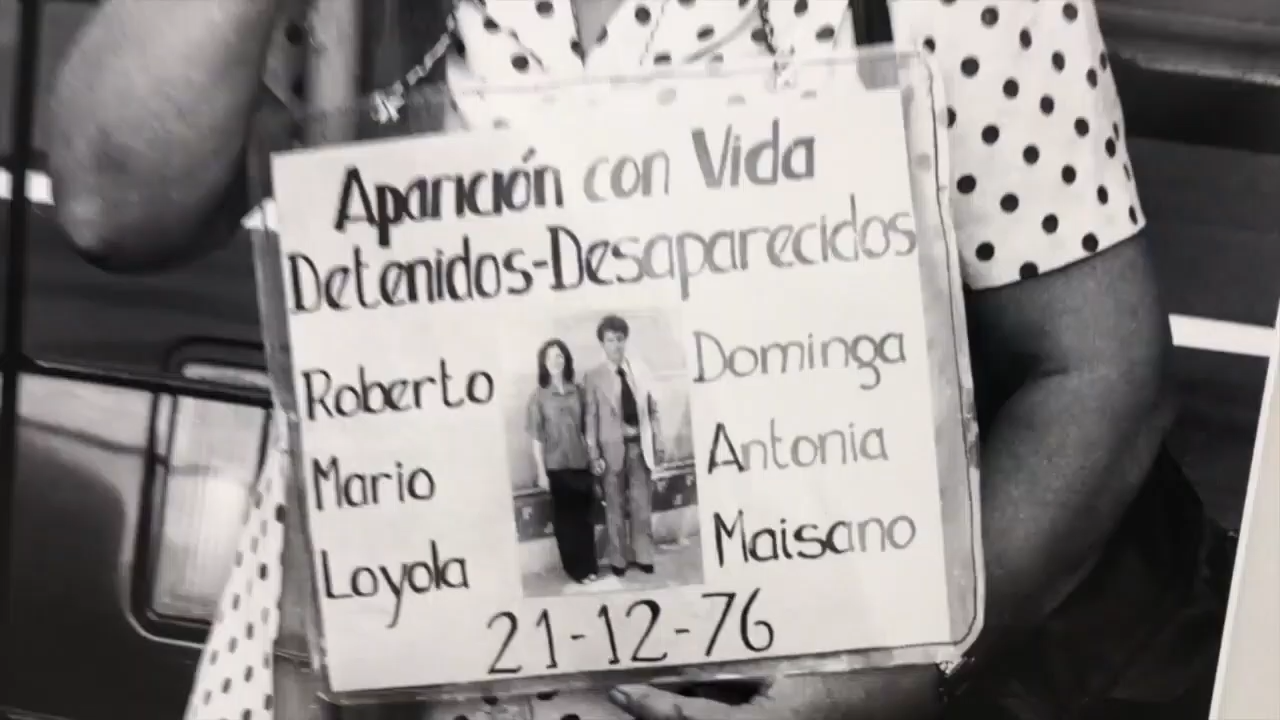 Aparición con Vida
Detenidos-Desaparecidos
Roberto
Mario
Loyola
Dominga
Antonia
Maisano
21-12-76